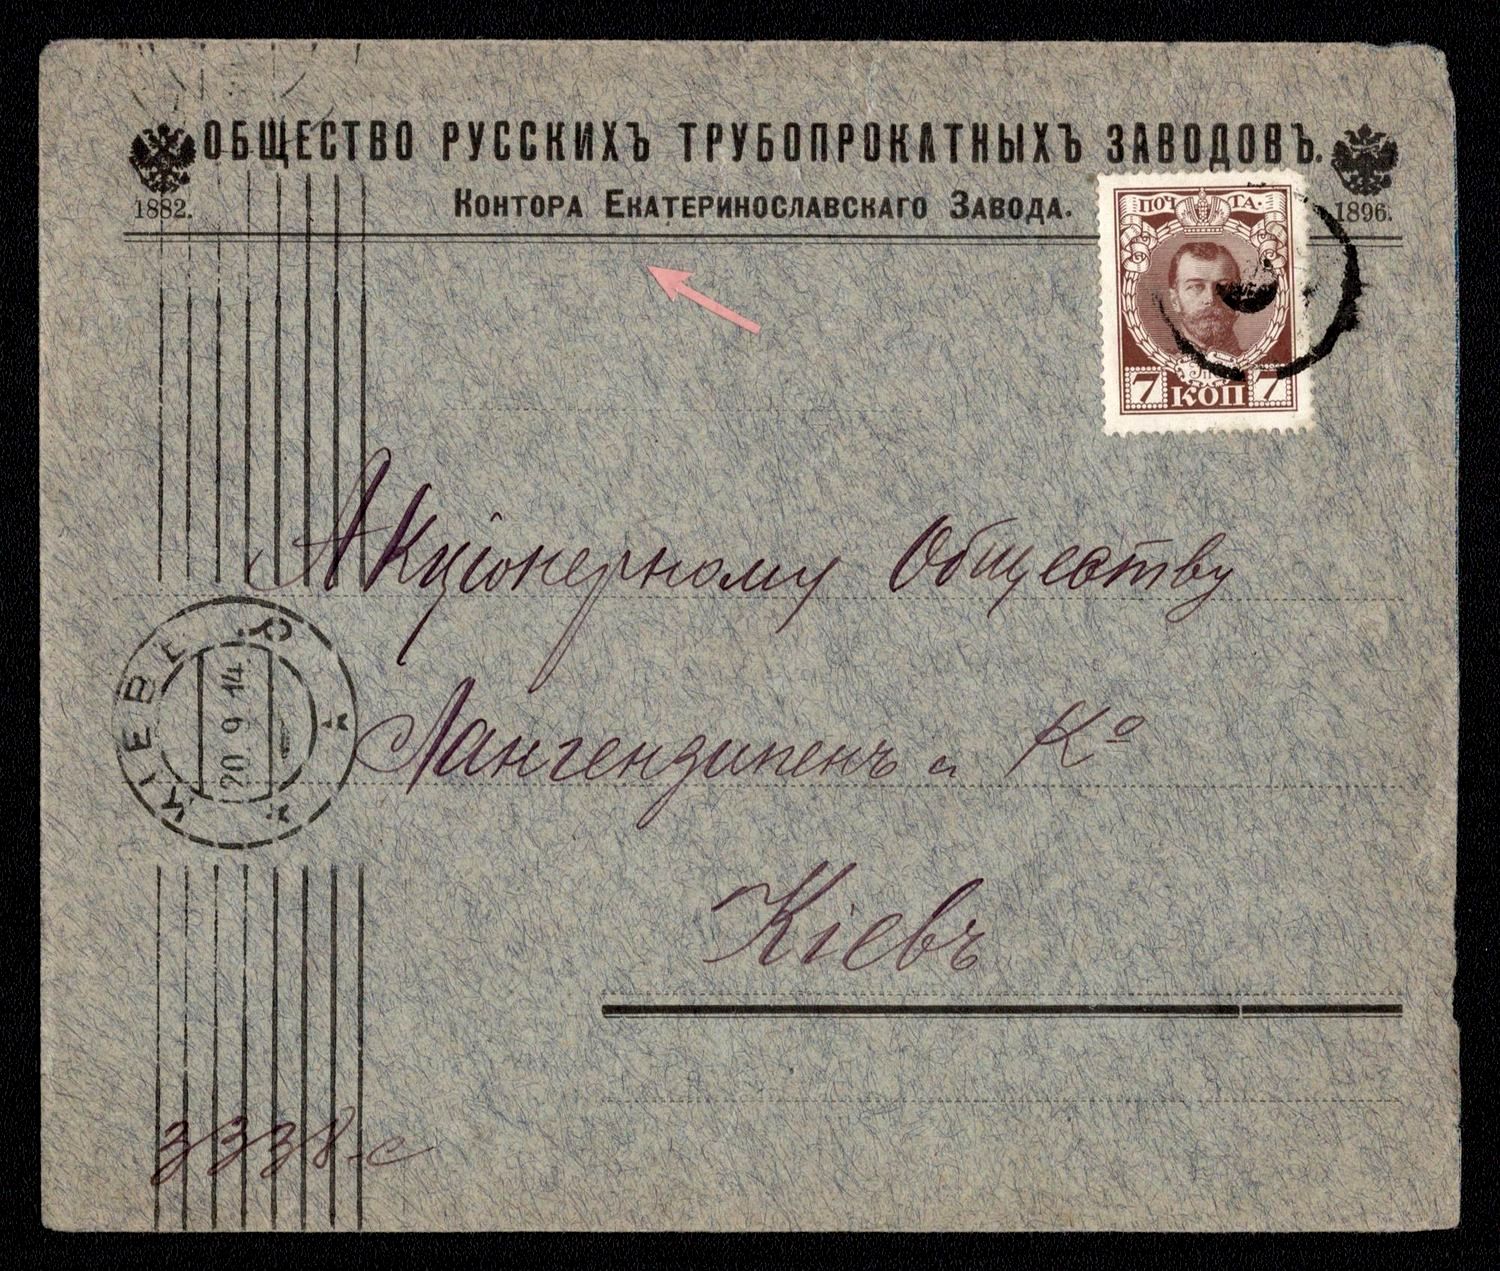 ОБЩЕСТВО РУССКИХЪ ТРУБОПРОКАТНЫХЪ ЗАВОДОВЪ.
1882.
Контора Екатеринославскаго Завода.
1896.
ПОЧТА.
7 КОП 7
Акціонерному Обществу
КІЕВЪ
20.9.14
Лангензипенъ и Кº
Кіевъ
3338-с